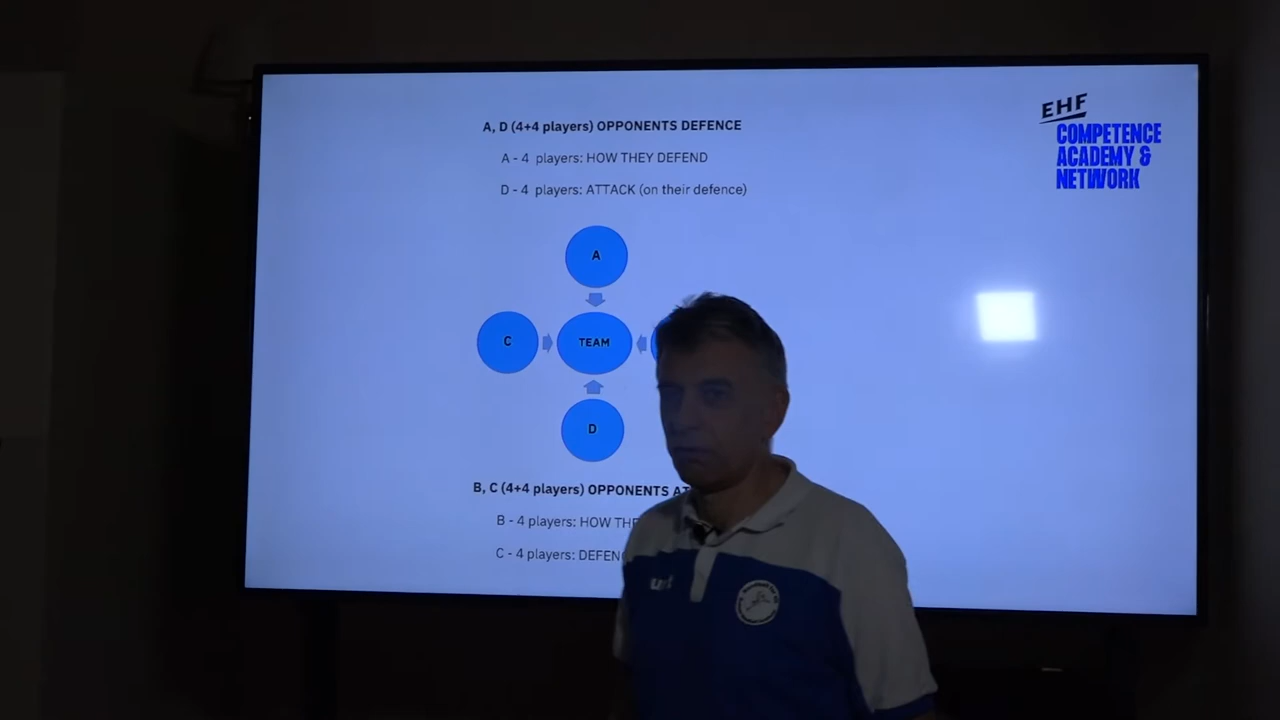 A, D (4+4 players) OPPONENTS DEFENCE
A - 4 players: HOW THEY DEFEND
D - 4 players: ATTACK (on their defence)
EHF
COMPETENCE
ACADEMY &
NETWORK
A
C
TEAM
D
B, C (4+4 players) OPPONENTS
B - 4 players: HOW
C - 4 players: